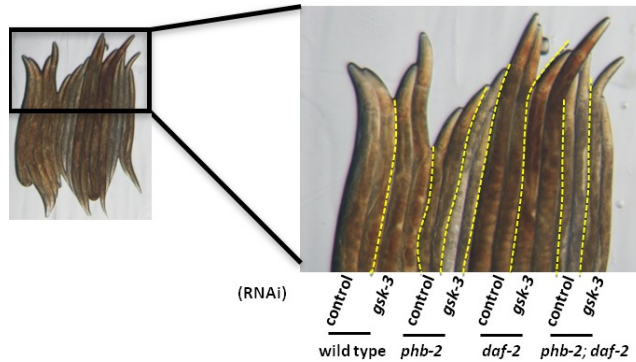 (RNAi)
control gsk-3 control gsk-3 control gsk-3 control gsk-3
wild type phb-2 daf-2 phb-2; daf-2